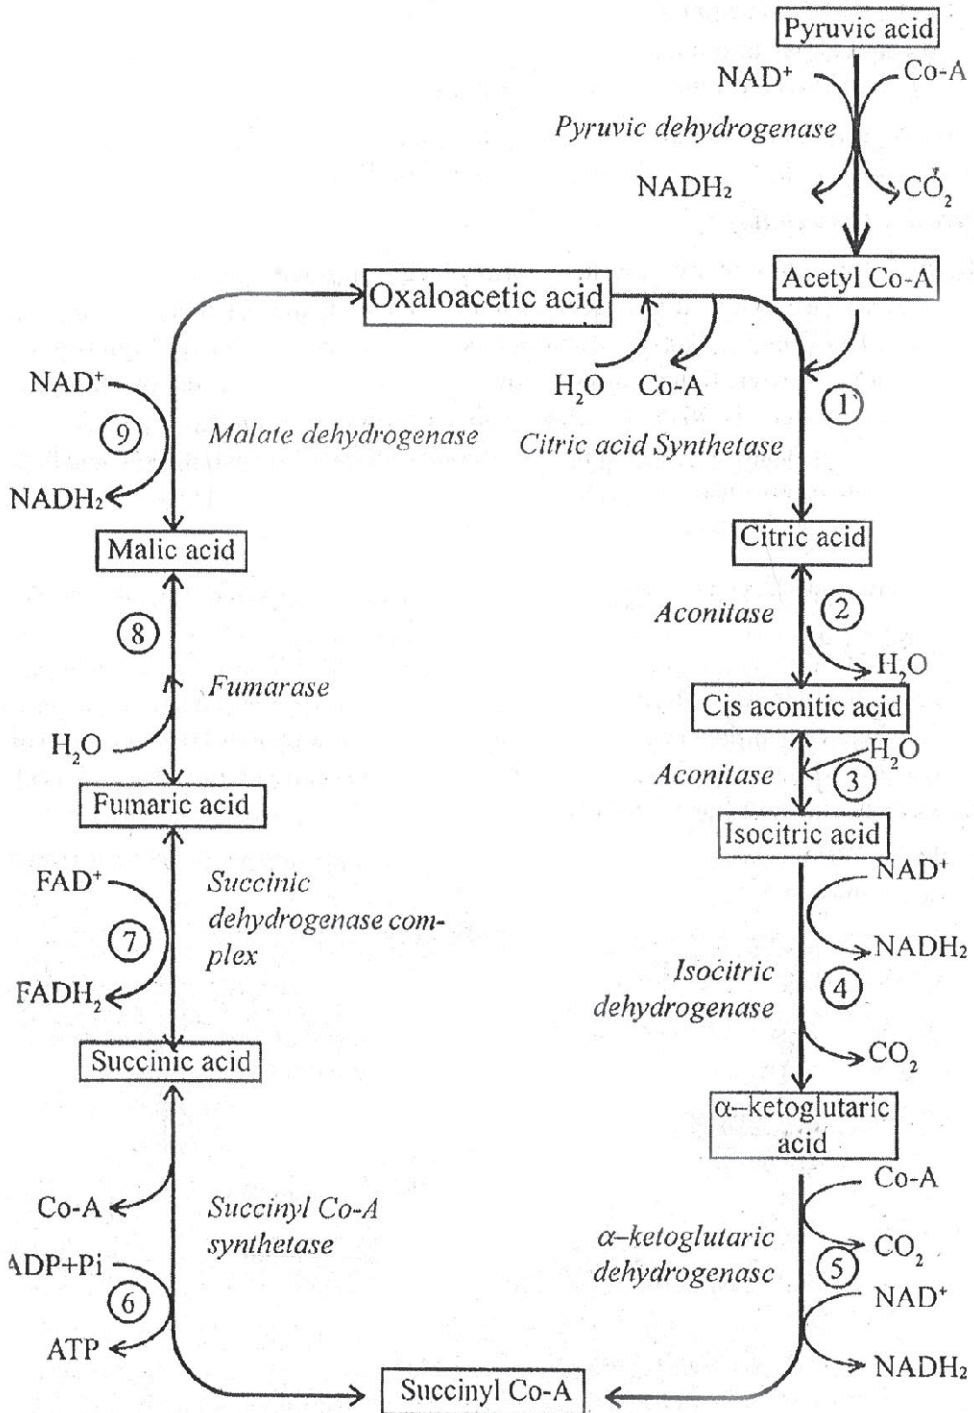 Pyruvic acid
NAD⁺
Co-A
Pyruvic dehydrogenase
NADH₂
CO₂
Acetyl Co-A
Oxaloacetic acid
H₂O
Co-A
①
Citric acid Synthetase
Citric acid
Aconitase
②
H₂O
Cis aconitic acid
H₂O
Aconitase
③
Isocitric acid
NAD⁺
NADH₂
Isocitric
dehydrogenase
④
CO₂
α–ketoglutaric
acid
Co-A
α–ketoglutaric
dehydrogenase
CO₂
⑤
NAD⁺
NADH₂
Succinyl Co-A
ATP
⑥
ADP+Pi
Co-A
Succinyl Co-A
synthetase
Succinic acid
FADH₂
⑦
FAD⁺
Succinic
dehydrogenase com-
plex
Fumaric acid
H₂O
Fumarase
⑧
Malic acid
NADH₂
⑨
NAD⁺
Malate dehydrogenase